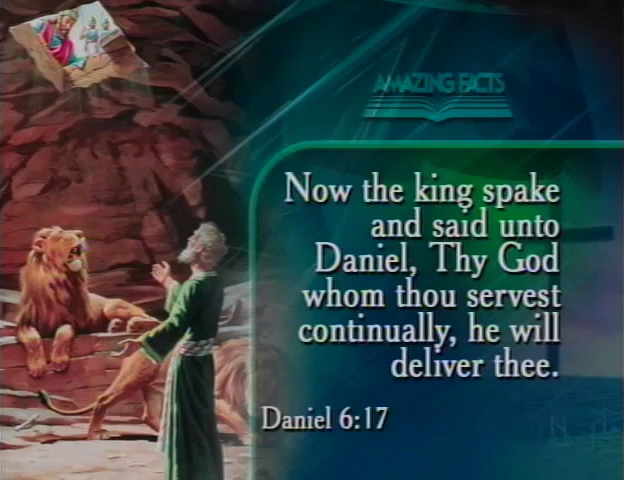 AMAZING FACTS
Now the king spake
and said unto
Daniel, Thy God
whom thou servest
continually, he will
deliver thee.
Daniel 6:17